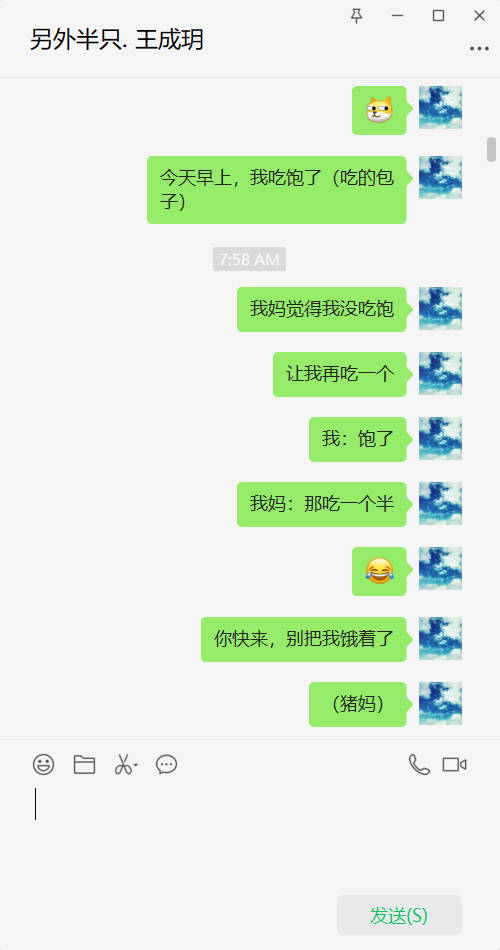 另外半只. 王成玥
今天早上，我吃饱了（吃的包
子）
7:58 AM
我妈觉得我没吃饱
让我再吃一个
我：饱了
我妈：那吃一个半
你快来，别把我饿着了
（猪妈）
发送(S)